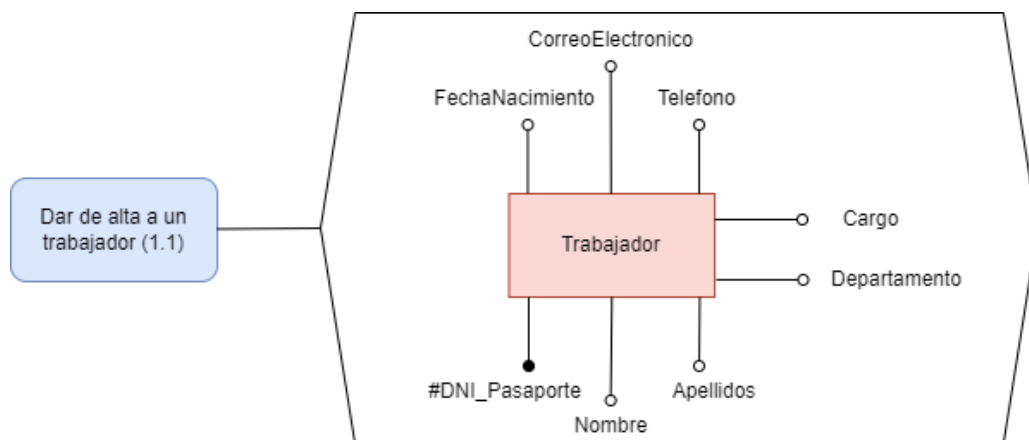 CorreoElectronico
FechaNacimiento
Telefono
Dar de alta a un
trabajador (1.1)
Trabajador
Cargo
Departamento
#DNI_Pasaporte
Apellidos
Nombre